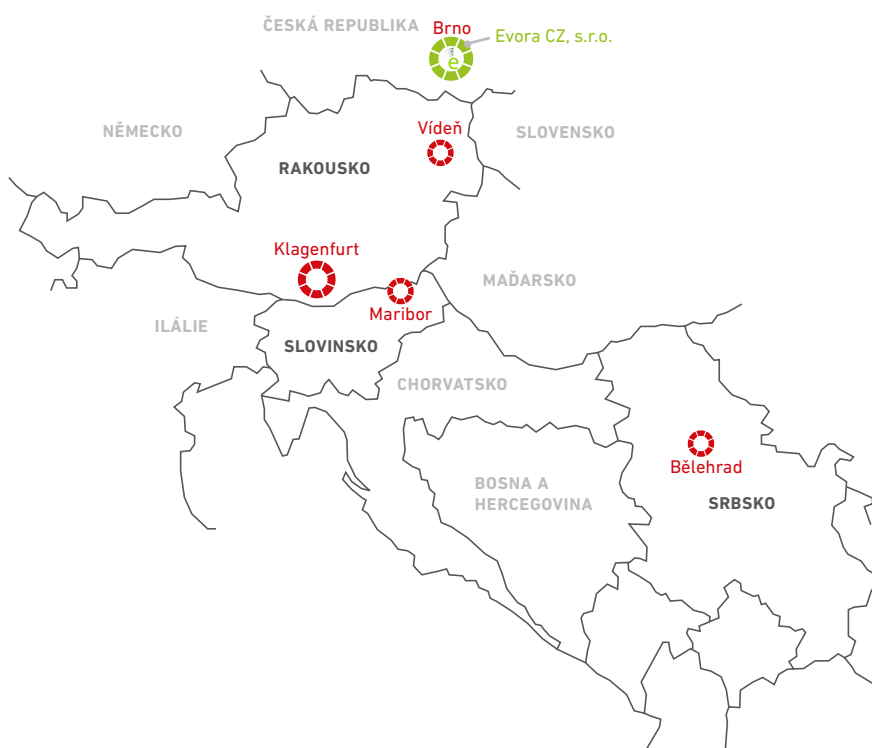 ČESKÁ REPUBLIKA
Brno
Evora CZ, s.r.o.
e
NĚMECKO
Vídeň
SLOVENSKO
RAKOUSKO
Klagenfurt
MAĎARSKO
Maribor
ILÁLIE
SLOVINSKO
CHORVATSKO
Bělehrad
BOSNA A
HERCEGOVINA
SRBSKO